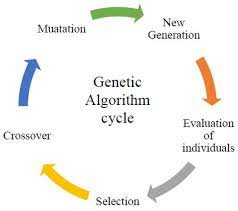 Muatation
New
Generation
Genetic
Algorithm
cycle
Crossover
Evaluation
of
individuals
Selection